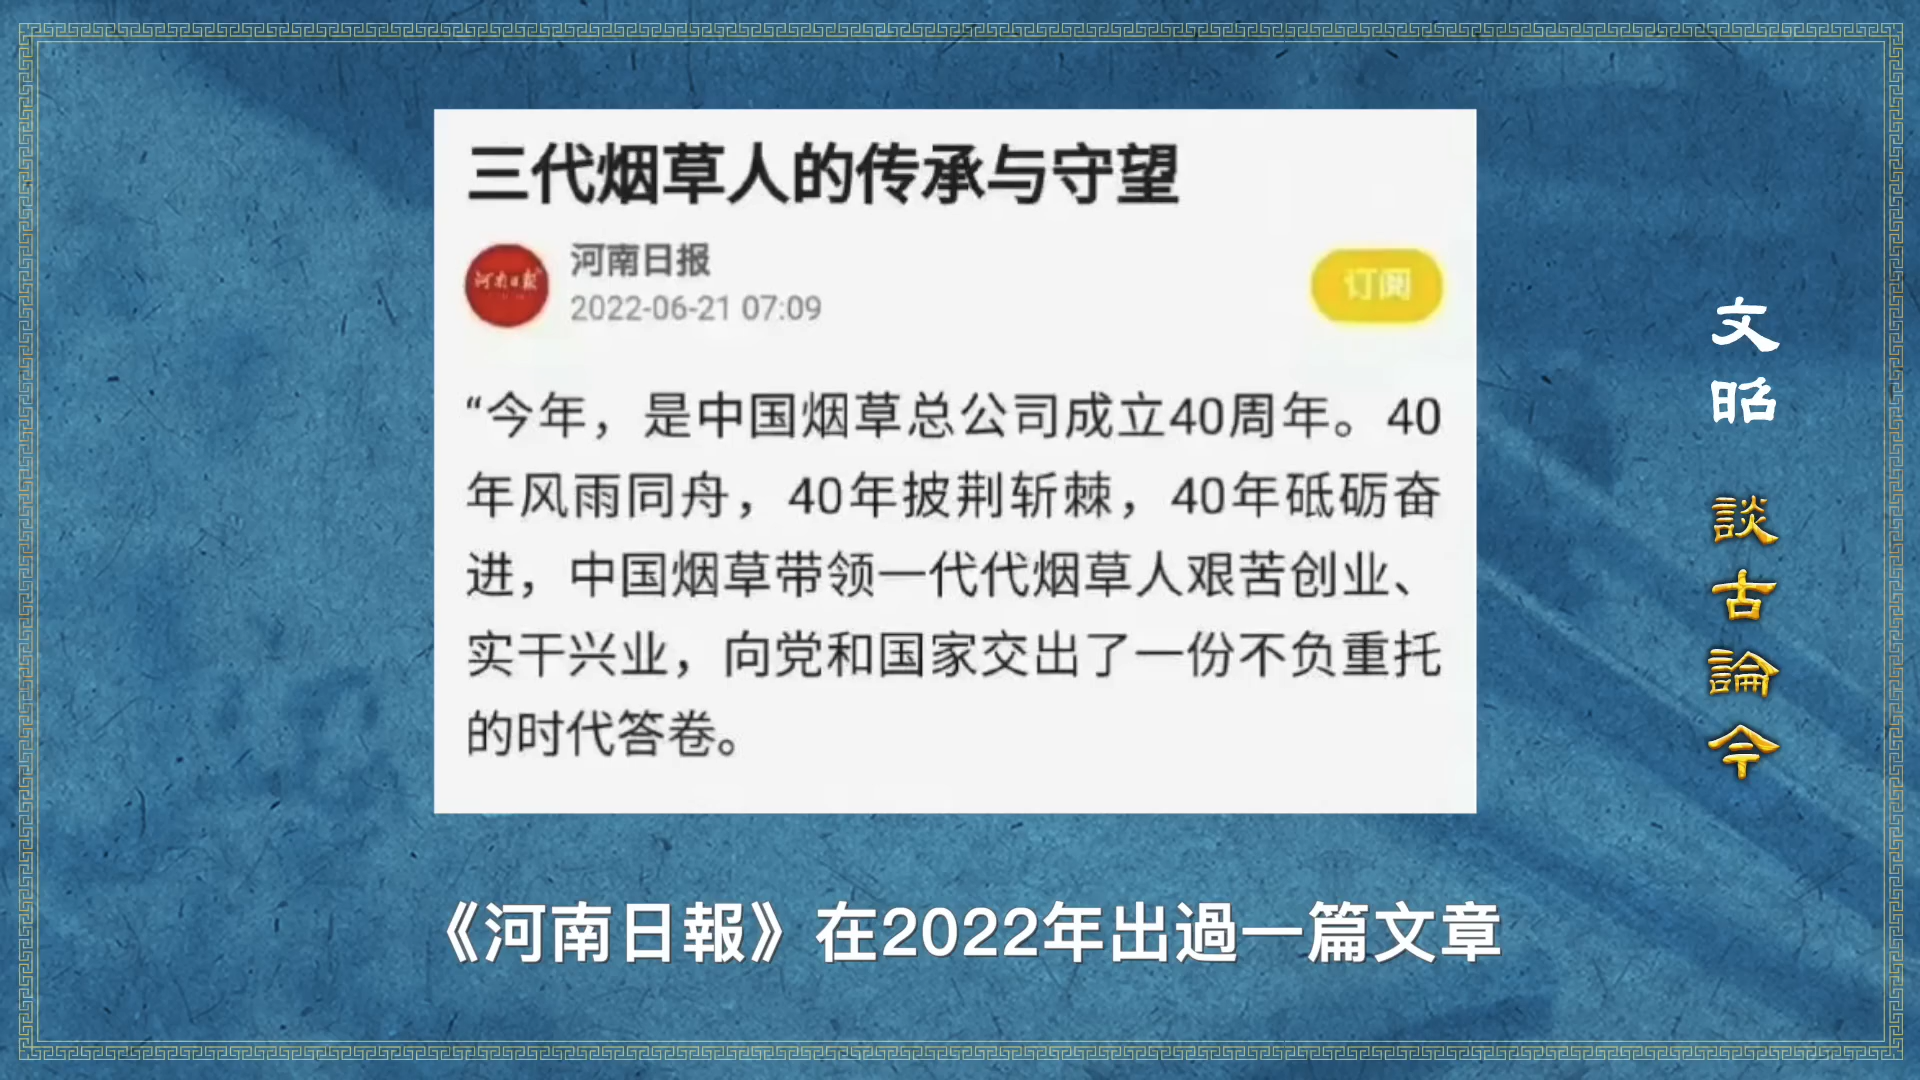 三代烟草人的传承与守望
河南日報
河南日报
2022-06-21 07:09
订阅
“今年，是中国烟草总公司成立40周年。40
年风雨同舟，40年披荆斩棘，40年砥砺奋
进，中国烟草带领一代代烟草人艰苦创业、
实干兴业，向党和国家交出了一份不负重托
的时代答卷。
文昭
談古論今
《河南日報》在2022年出過一篇文章